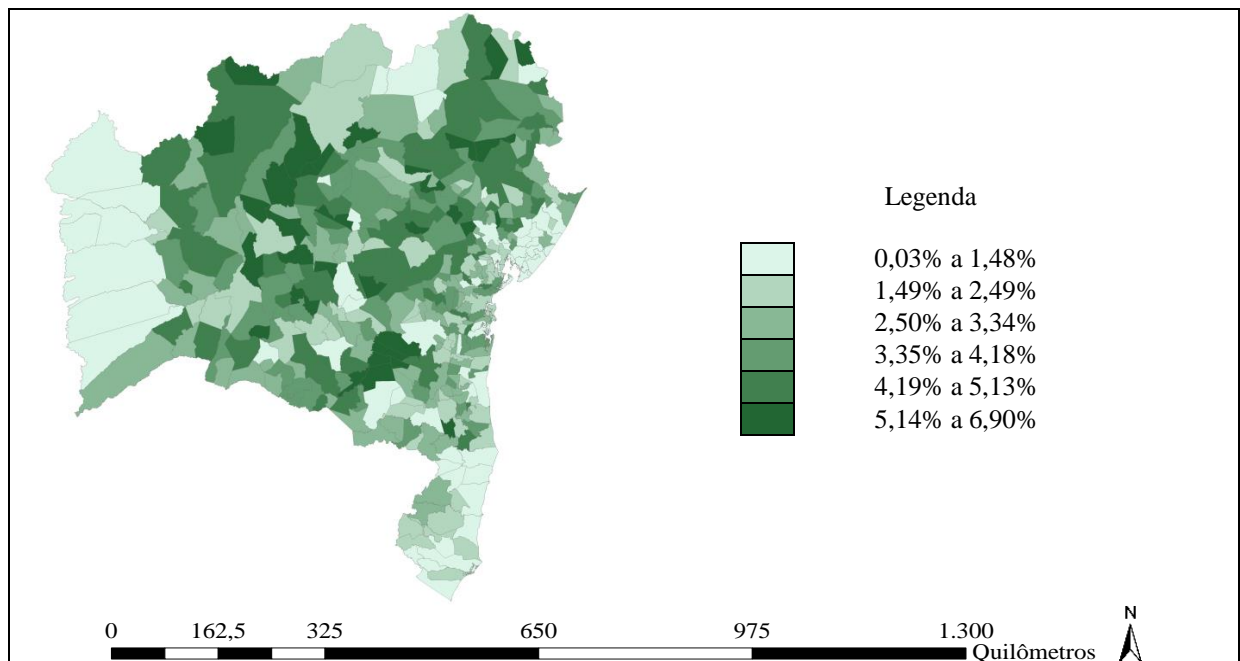 Legenda
0,03% a 1,48%
1,49% a 2,49%
2,50% a 3,34%
3,35% a 4,18%
4,19% a 5,13%
5,14% a 6,90%
N
0 162,5 325 650 975 1.300
Quilômetros